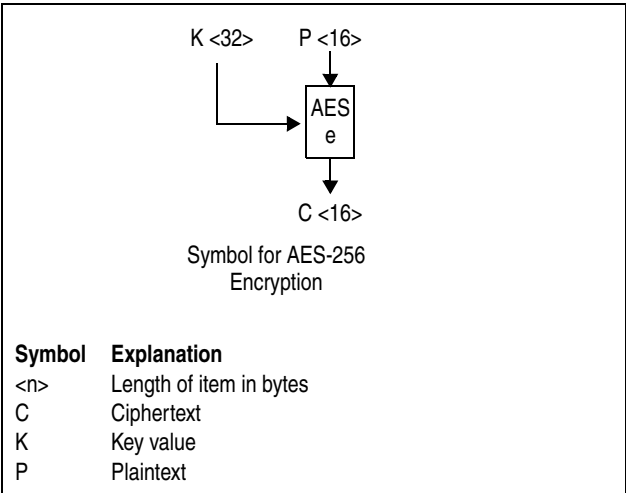 K <32> P <16>
AES
e
C <16>
Symbol for AES-256
Encryption
Symbol Explanation
<n> Length of item in bytes
C Ciphertext
K Key value
P Plaintext